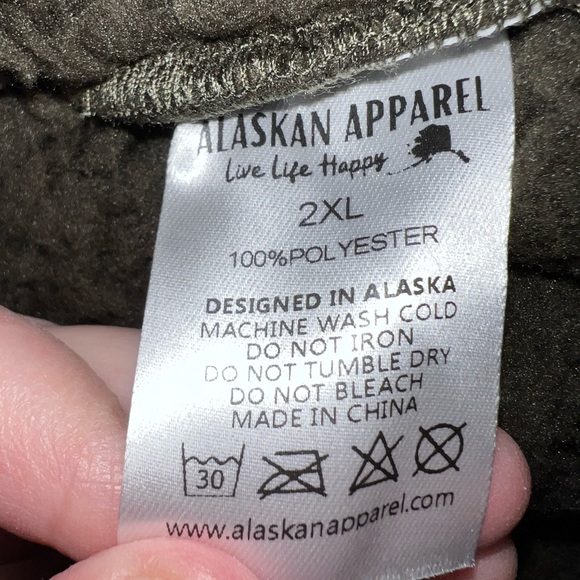 ALASKAN APPAREL
Live Life Happy
2XL
100%POLYESTER
DESIGNED IN ALASKA
MACHINE WASH COLD
DO NOT IRON
DO NOT TUMBLE DRY
DO NOT BLEACH
MADE IN CHINA
30
www.alaskanapparel.com